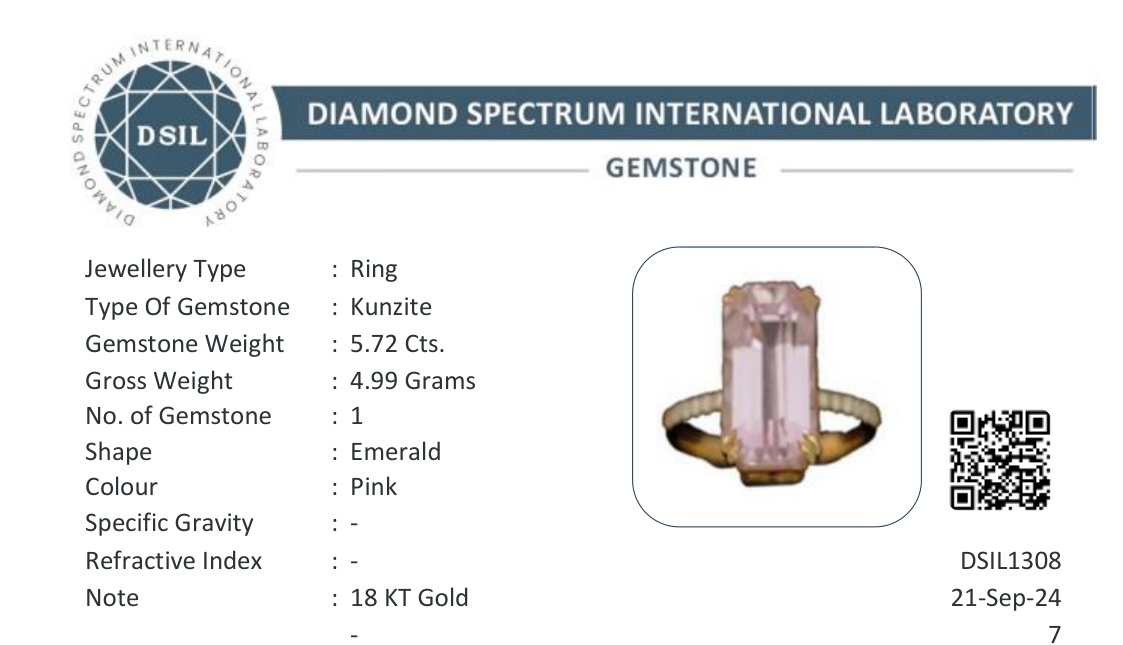 DIAMOND SPECTRUM INTERNATIONAL LABORATORY
DSIL
DIAMOND SPECTRUM INTERNATIONAL LABORATORY
GEMSTONE
Jewellery Type : Ring
Type Of Gemstone : Kunzite
Gemstone Weight : 5.72 Cts.
Gross Weight : 4.99 Grams
No. of Gemstone : 1
Shape : Emerald
Colour : Pink
Specific Gravity : -
Refractive Index : -
Note : 18 KT Gold
-
DSIL1308
21-Sep-24
7